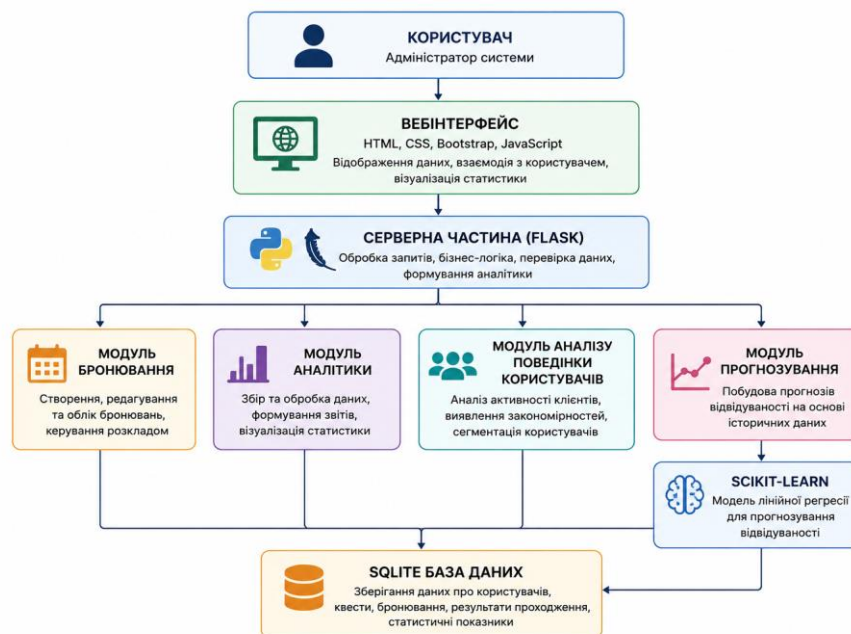 КОРИСТУВАЧ
Адміністратор системи
ВЕБІНТЕРФЕЙС
HTML, CSS, Bootstrap, JavaScript
Відображення даних, взаємодія з користувачем,
візуалізація статистики
СЕРВЕРНА ЧАСТИНА (FLASK)
Обробка запитів, бізнес-логіка, перевірка даних,
формування аналітики
МОДУЛЬ
БРОНЮВАННЯ
Створення, редагування
та облік бронювань,
керування розкладом
МОДУЛЬ
АНАЛІТИКИ
Збір та обробка даних,
формування звітів,
візуалізація статистики
МОДУЛЬ АНАЛІЗУ
ПОВЕДІНКИ
КОРИСТУВАЧІВ
Аналіз активності клієнтів,
виявлення закономірностей,
сегментація користувачів
МОДУЛЬ
ПРОГНОЗУВАННЯ
Побудова прогнозів
відвідуваності на основі
історичних даних
SCIKIT-LEARN
Модель лінійної регресії
для прогнозування
відвідуваності
SQLITE БАЗА ДАНИХ
Зберігання даних про користувачів,
квести, бронювання, результати проходження,
статистичні показники